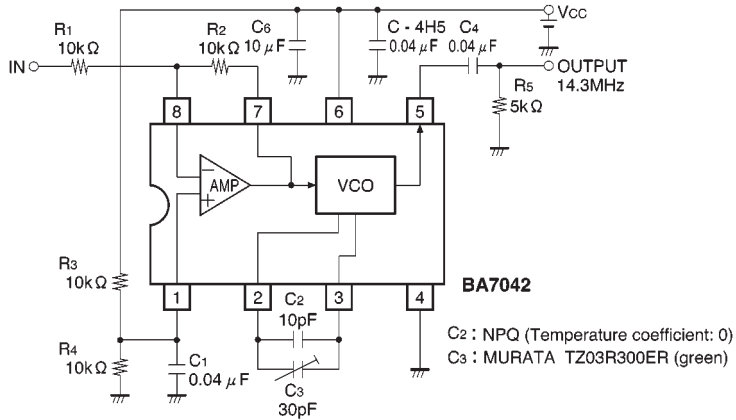 VCC
R1
10kΩ
R2
10kΩ
C6
10 µF
C - 4H5
0.04 µF
C4
0.04 µF
IN
OUTPUT
14.3MHz
R5
5kΩ
8
7
6
5
AMP
−
+
VCO
R3
10kΩ
BA7042
1
2
3
4
C2
10pF
R4
10kΩ
C1
0.04 µF
C3
30pF
C2 : NPQ (Temperature coefficient: 0)
C3 : MURATA TZ03R300ER (green)